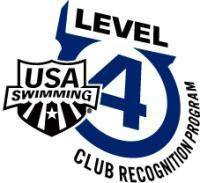 LEVEL
4
USA
SWIMMING®
CLUB RECOGNITION PROGRAM